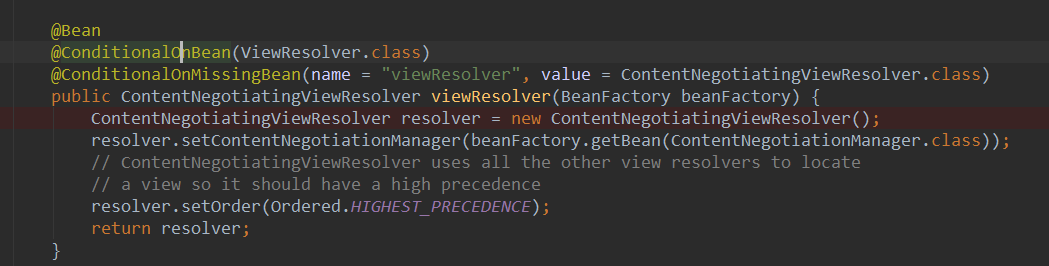 @Bean
@ConditionalOnBean(ViewResolver.class)
@ConditionalOnMissingBean(name = "viewResolver", value = ContentNegotiatingViewResolver.class)
public ContentNegotiatingViewResolver viewResolver(BeanFactory beanFactory) {
    ContentNegotiatingViewResolver resolver = new ContentNegotiatingViewResolver();
    resolver.setContentNegotiationManager(beanFactory.getBean(ContentNegotiationManager.class));
    // ContentNegotiatingViewResolver uses all the other view resolvers to locate
    // a view so it should have a high precedence
    resolver.setOrder(Ordered.HIGHEST_PRECEDENCE);
    return resolver;
}